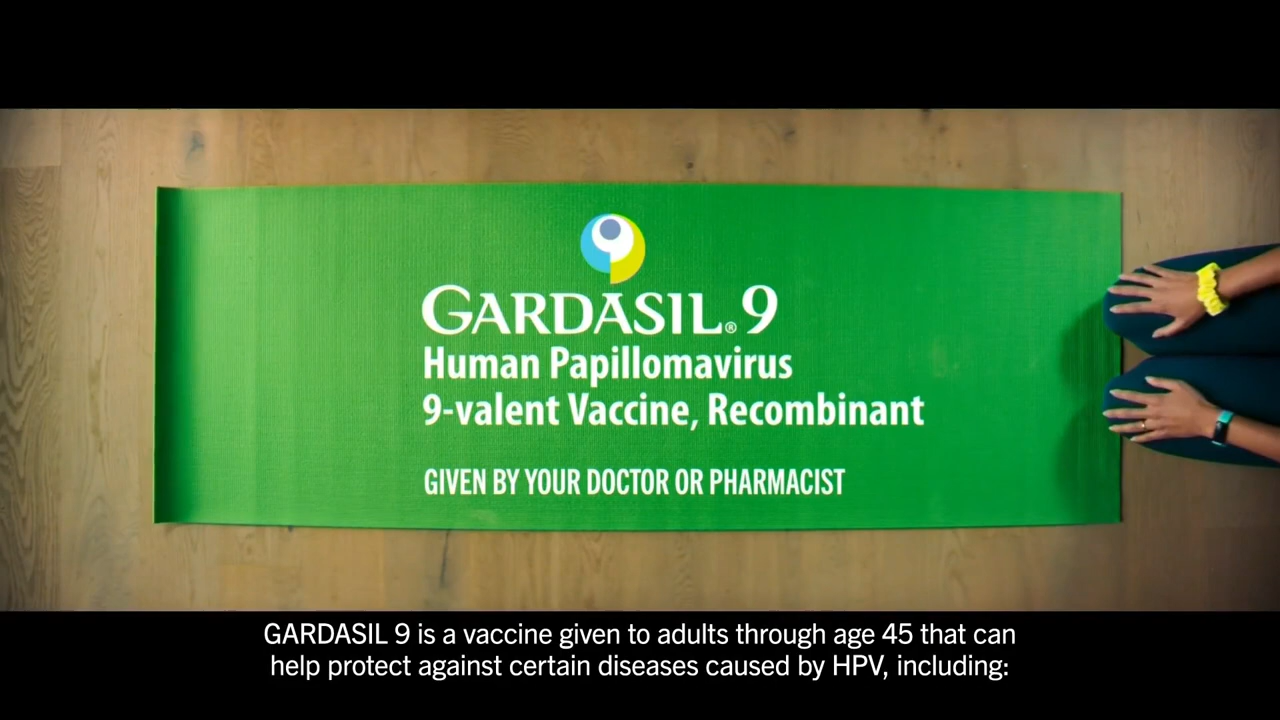 GARDASIL®9
Human Papillomavirus
9-valent Vaccine, Recombinant
GIVEN BY YOUR DOCTOR OR PHARMACIST
GARDASIL 9 is a vaccine given to adults through age 45 that can
help protect against certain diseases caused by HPV, including: